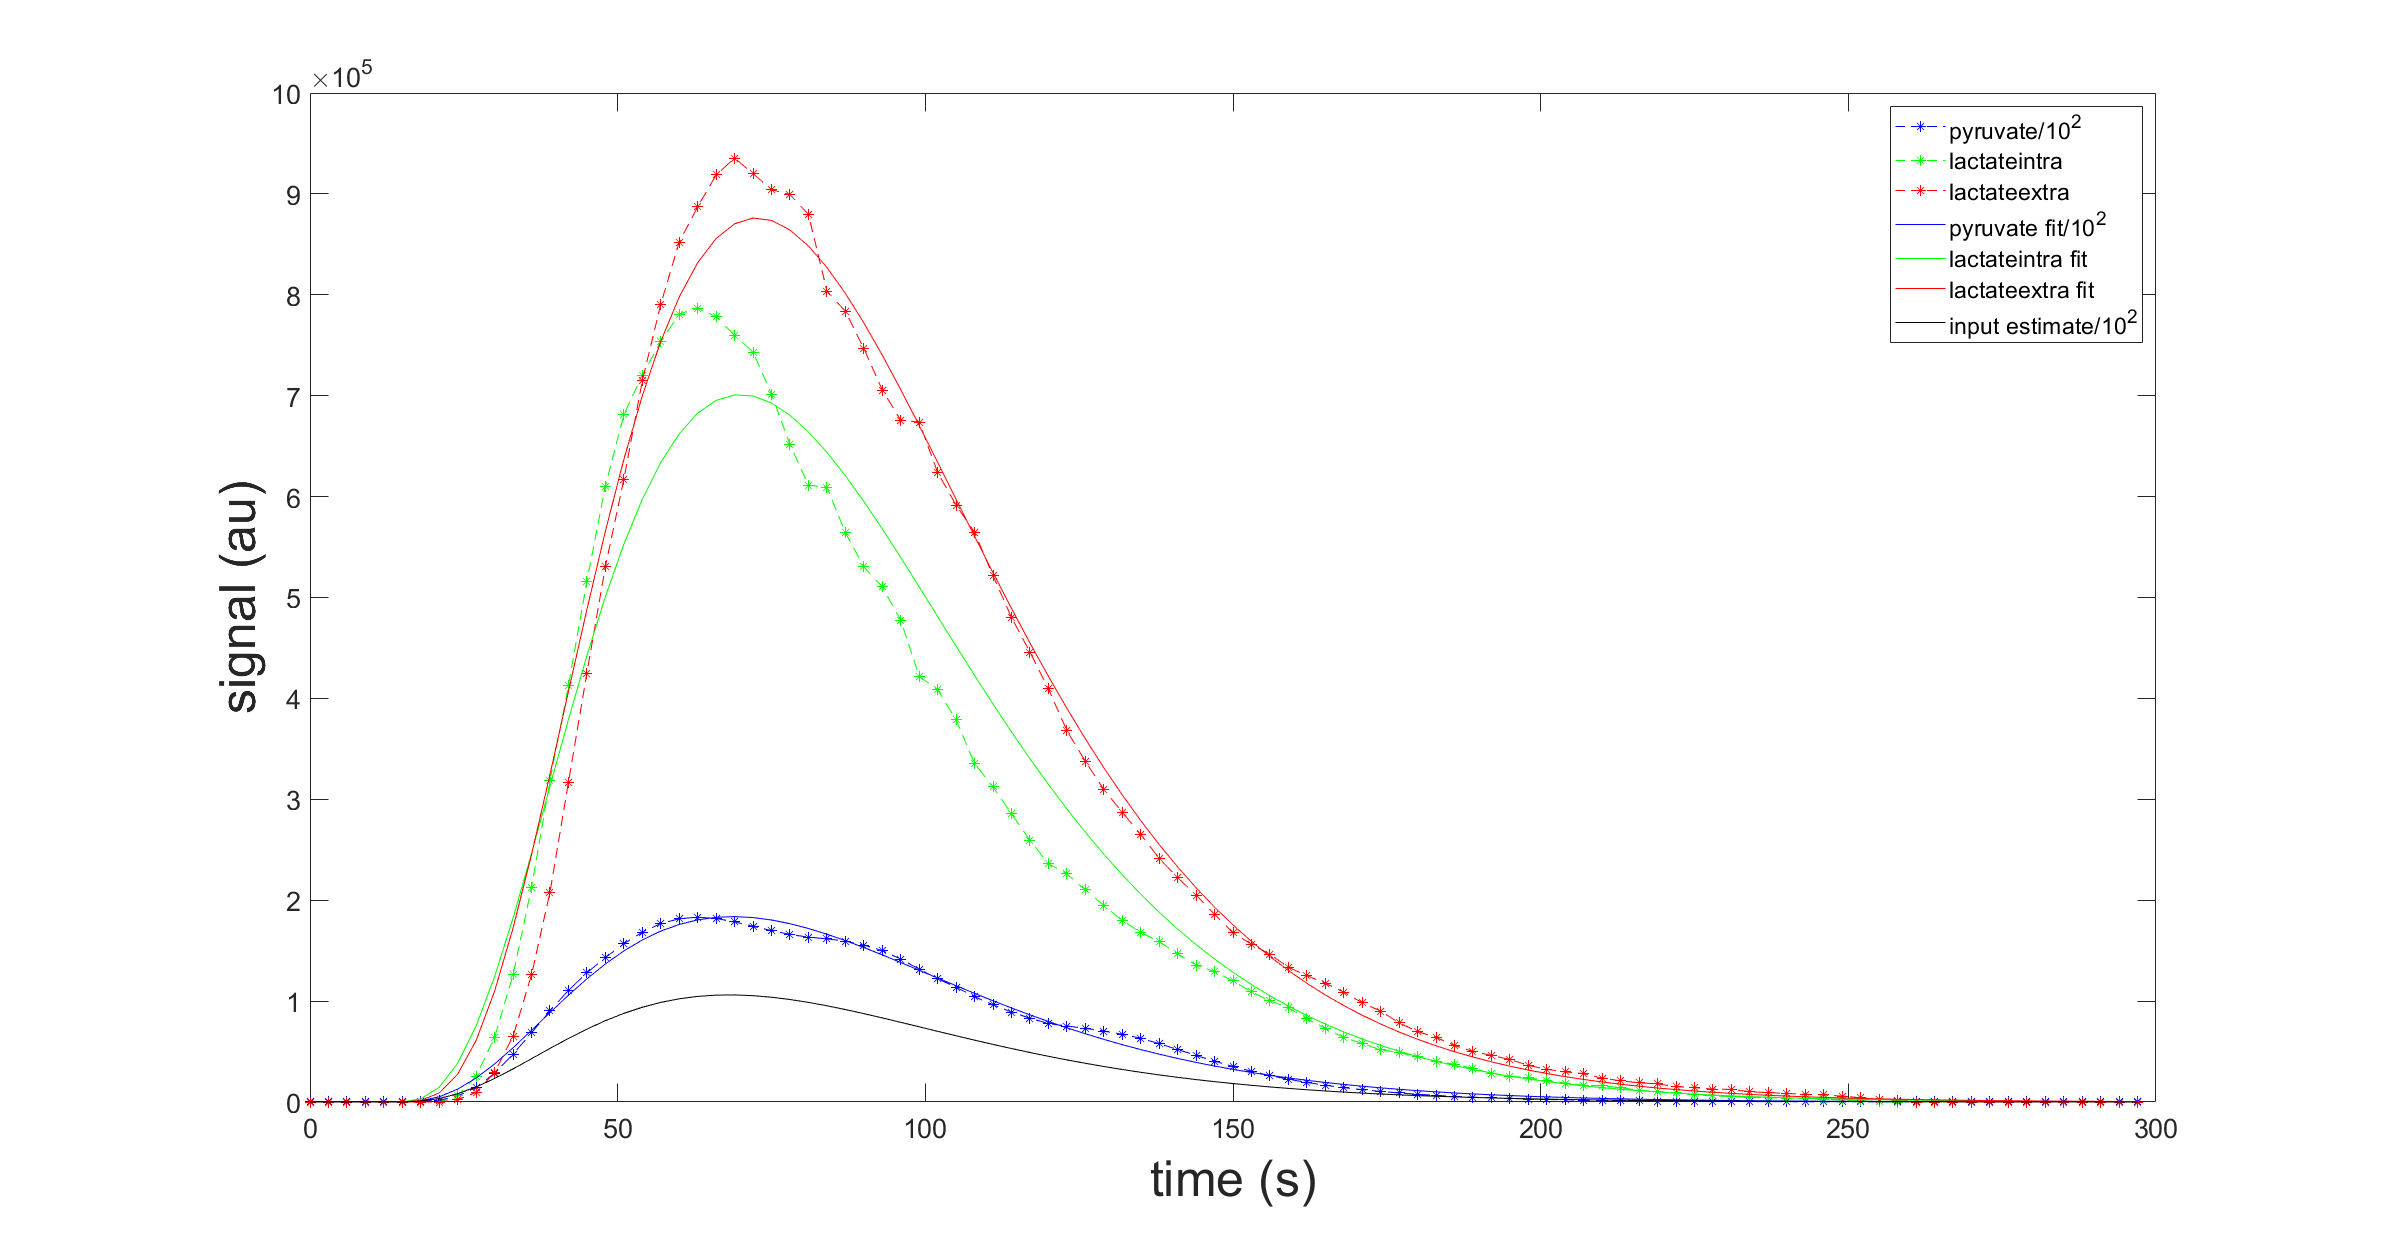 ×10^5
10
9
8
7
6
5
4
3
2
1
0
signal (au)
0 50 100 150 200 250 300
time (s)
pyruvate/10^2
lactateintra
lactateextra
pyruvate fit/10^2
lactateintra fit
lactateextra fit
input estimate/10^2